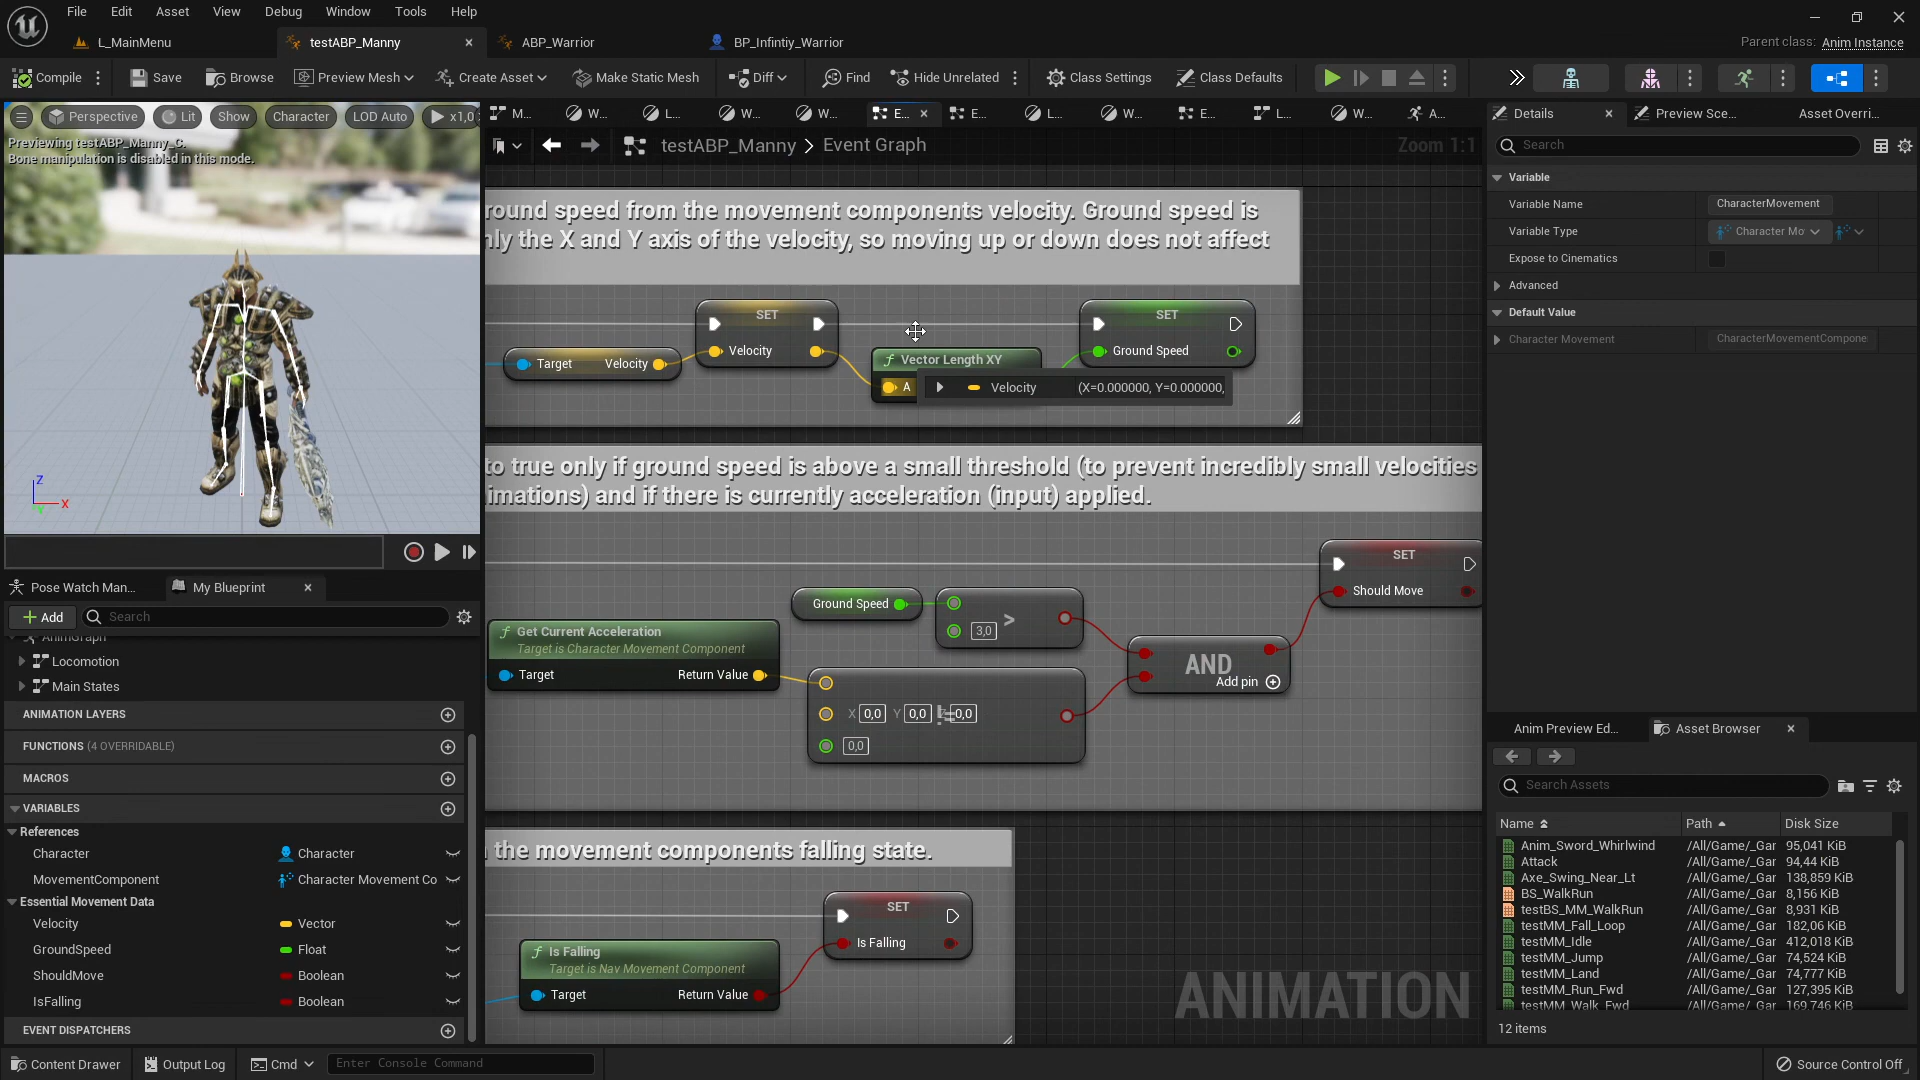 File Edit Asset View Debug Window Tools Help
L_MainMenu testABP_Manny ABP_Warrior BP_Infintiy_Warrior
Parent class: Anim Instance
Compile Save Browse Preview Mesh Create Asset Make Static Mesh Diff Find Hide Unrelated Class Settings Class Defaults
Perspective Lit Show Character LOD Auto x1,0
M... W... L... W... W... E... E... L... W... E... L... W... A...
Details Preview Sce... Asset Overri...
Previewing testABP_Manny_C.
Bone manipulation is disabled in this mode.
testABP_Manny > Event Graph
Zoom 1:1
Search
Variable
Variable Name CharacterMovement
Variable Type Character Mo
Expose to Cinematics
Advanced
Default Value
Character Movement CharacterMovementCompone
round speed from the movement components velocity. Ground speed is
nly the X and Y axis of the velocity, so moving up or down does not affect
SET
Target Velocity
Velocity
Vector Length XY
A
Velocity (X=0.000000, Y=0.000000,
SET
Ground Speed
to true only if ground speed is above a small threshold (to prevent incredibly small velocities
imations) and if there is currently acceleration (input) applied.
SET
Should Move
Ground Speed
3,0
>
Get Current Acceleration
Target is Character Movement Component
Target Return Value
X 0,0 Y 0,0 Z 0,0
!=
0,0
AND
Add pin
the movement components falling state.
SET
Is Falling
Is Falling
Target is Nav Movement Component
Target Return Value
ANIMATION
Z
X
Y
Pose Watch Man... My Blueprint
Add Search
AnimGraph
Locomotion
Main States
ANIMATION LAYERS
FUNCTIONS (4 OVERRIDABLE)
MACROS
VARIABLES
References
Character Character
MovementComponent Character Movement Co
Essential Movement Data
Velocity Vector
GroundSpeed Float
ShouldMove Boolean
IsFalling Boolean
EVENT DISPATCHERS
Anim Preview Ed... Asset Browser
Search Assets
Name Path Disk Size
Anim_Sword_Whirlwind /All/Game/_Gar 95,041 KiB
Attack /All/Game/_Gar 94,44 KiB
Axe_Swing_Near_Lt /All/Game/_Gar 138,859 KiB
BS_WalkRun /All/Game/_Gar 8,156 KiB
testBS_MM_WalkRun /All/Game/_Gar 8,931 KiB
testMM_Fall_Loop /All/Game/_Gar 182,06 KiB
testMM_Idle /All/Game/_Gar 412,018 KiB
testMM_Jump /All/Game/_Gar 74,524 KiB
testMM_Land /All/Game/_Gar 74,777 KiB
testMM_Run_Fwd /All/Game/_Gar 127,395 KiB
testMM_Walk_Fwd /All/Game/_Gar 169,746 KiB
12 items
Content Drawer Output Log Cmd Enter Console Command
Source Control Off